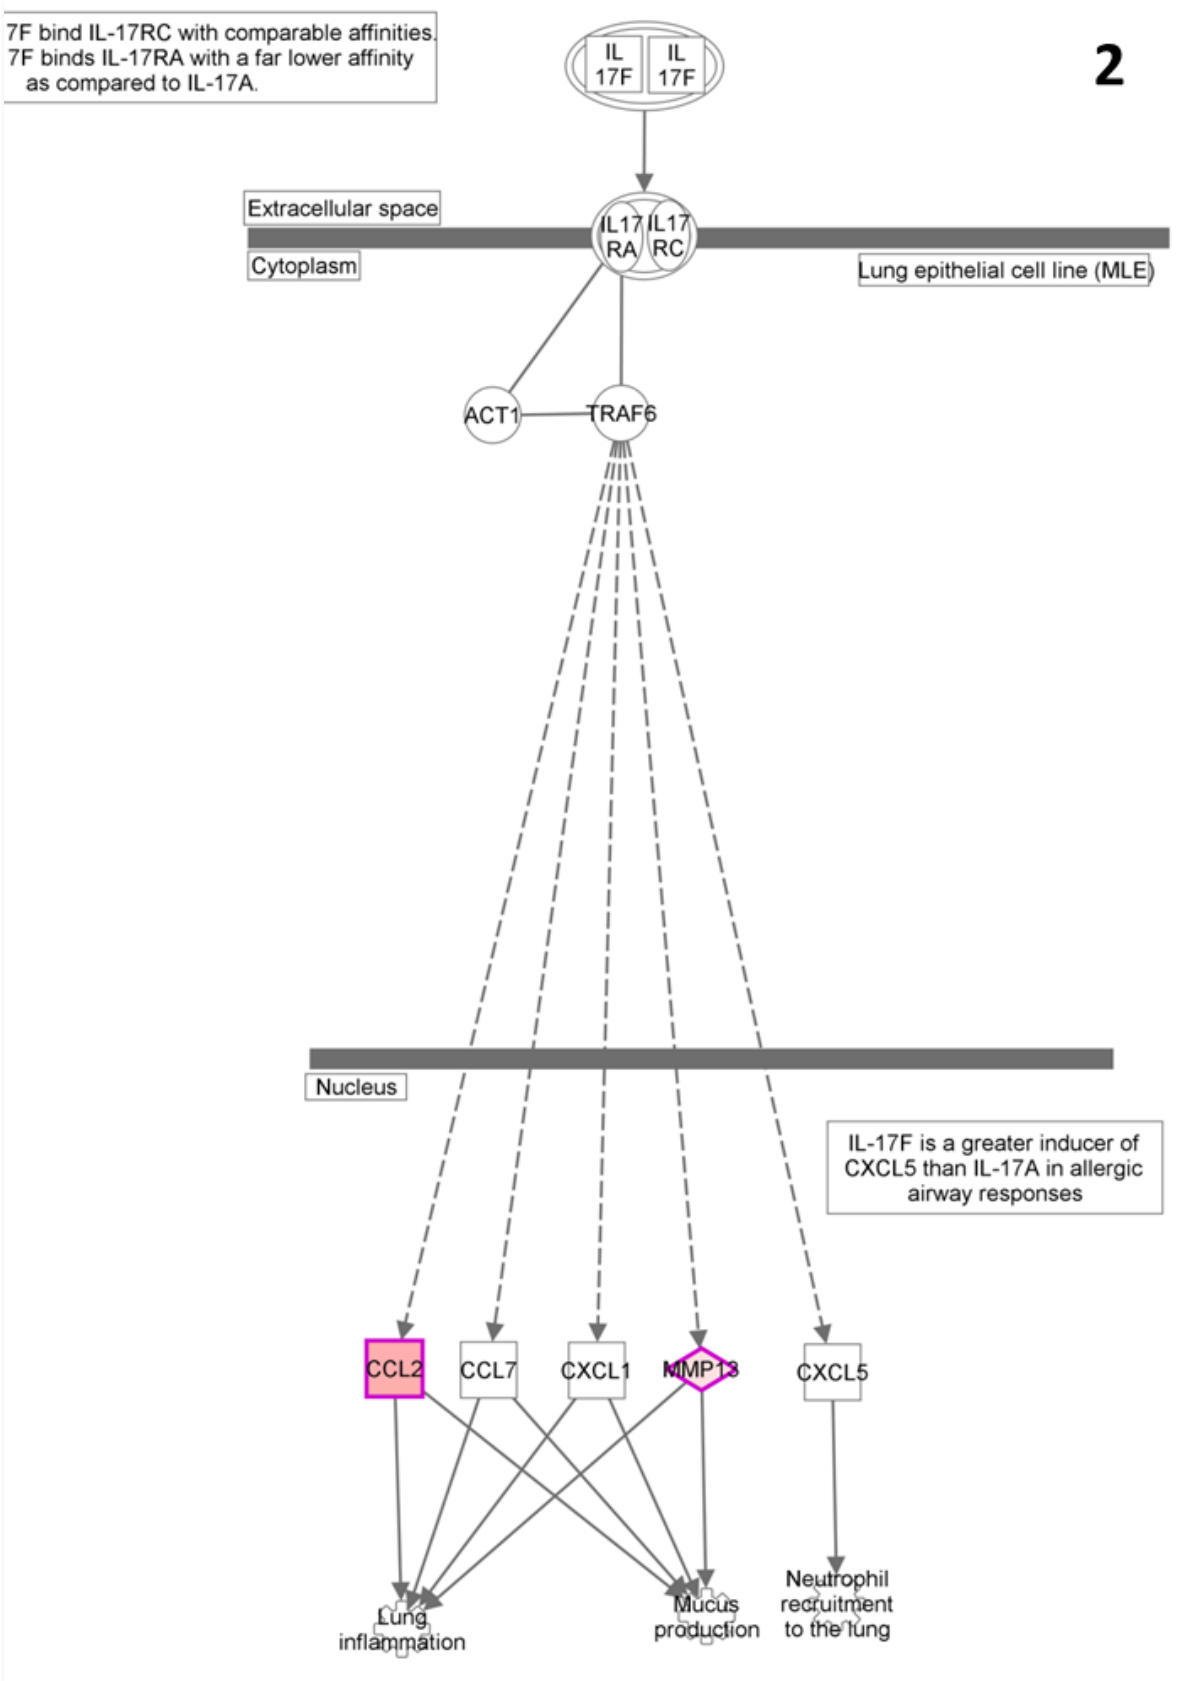 7F bind IL-17RC with comparable affinities.
7F binds IL-17RA with a far lower affinity
as compared to IL-17A.
IL
17F
IL
17F
2
Extracellular space
IL17
RA
IL17
RC
Cytoplasm
Lung epithelial cell line (MLE)
ACT1
TRAF6
Nucleus
IL-17F is a greater inducer of
CXCL5 than IL-17A in allergic
airway responses
CCL2
CCL7
CXCL1
MMP13
CXCL5
Lung
inflammation
Mucus
production
Neutrophil
recruitment
to the lung